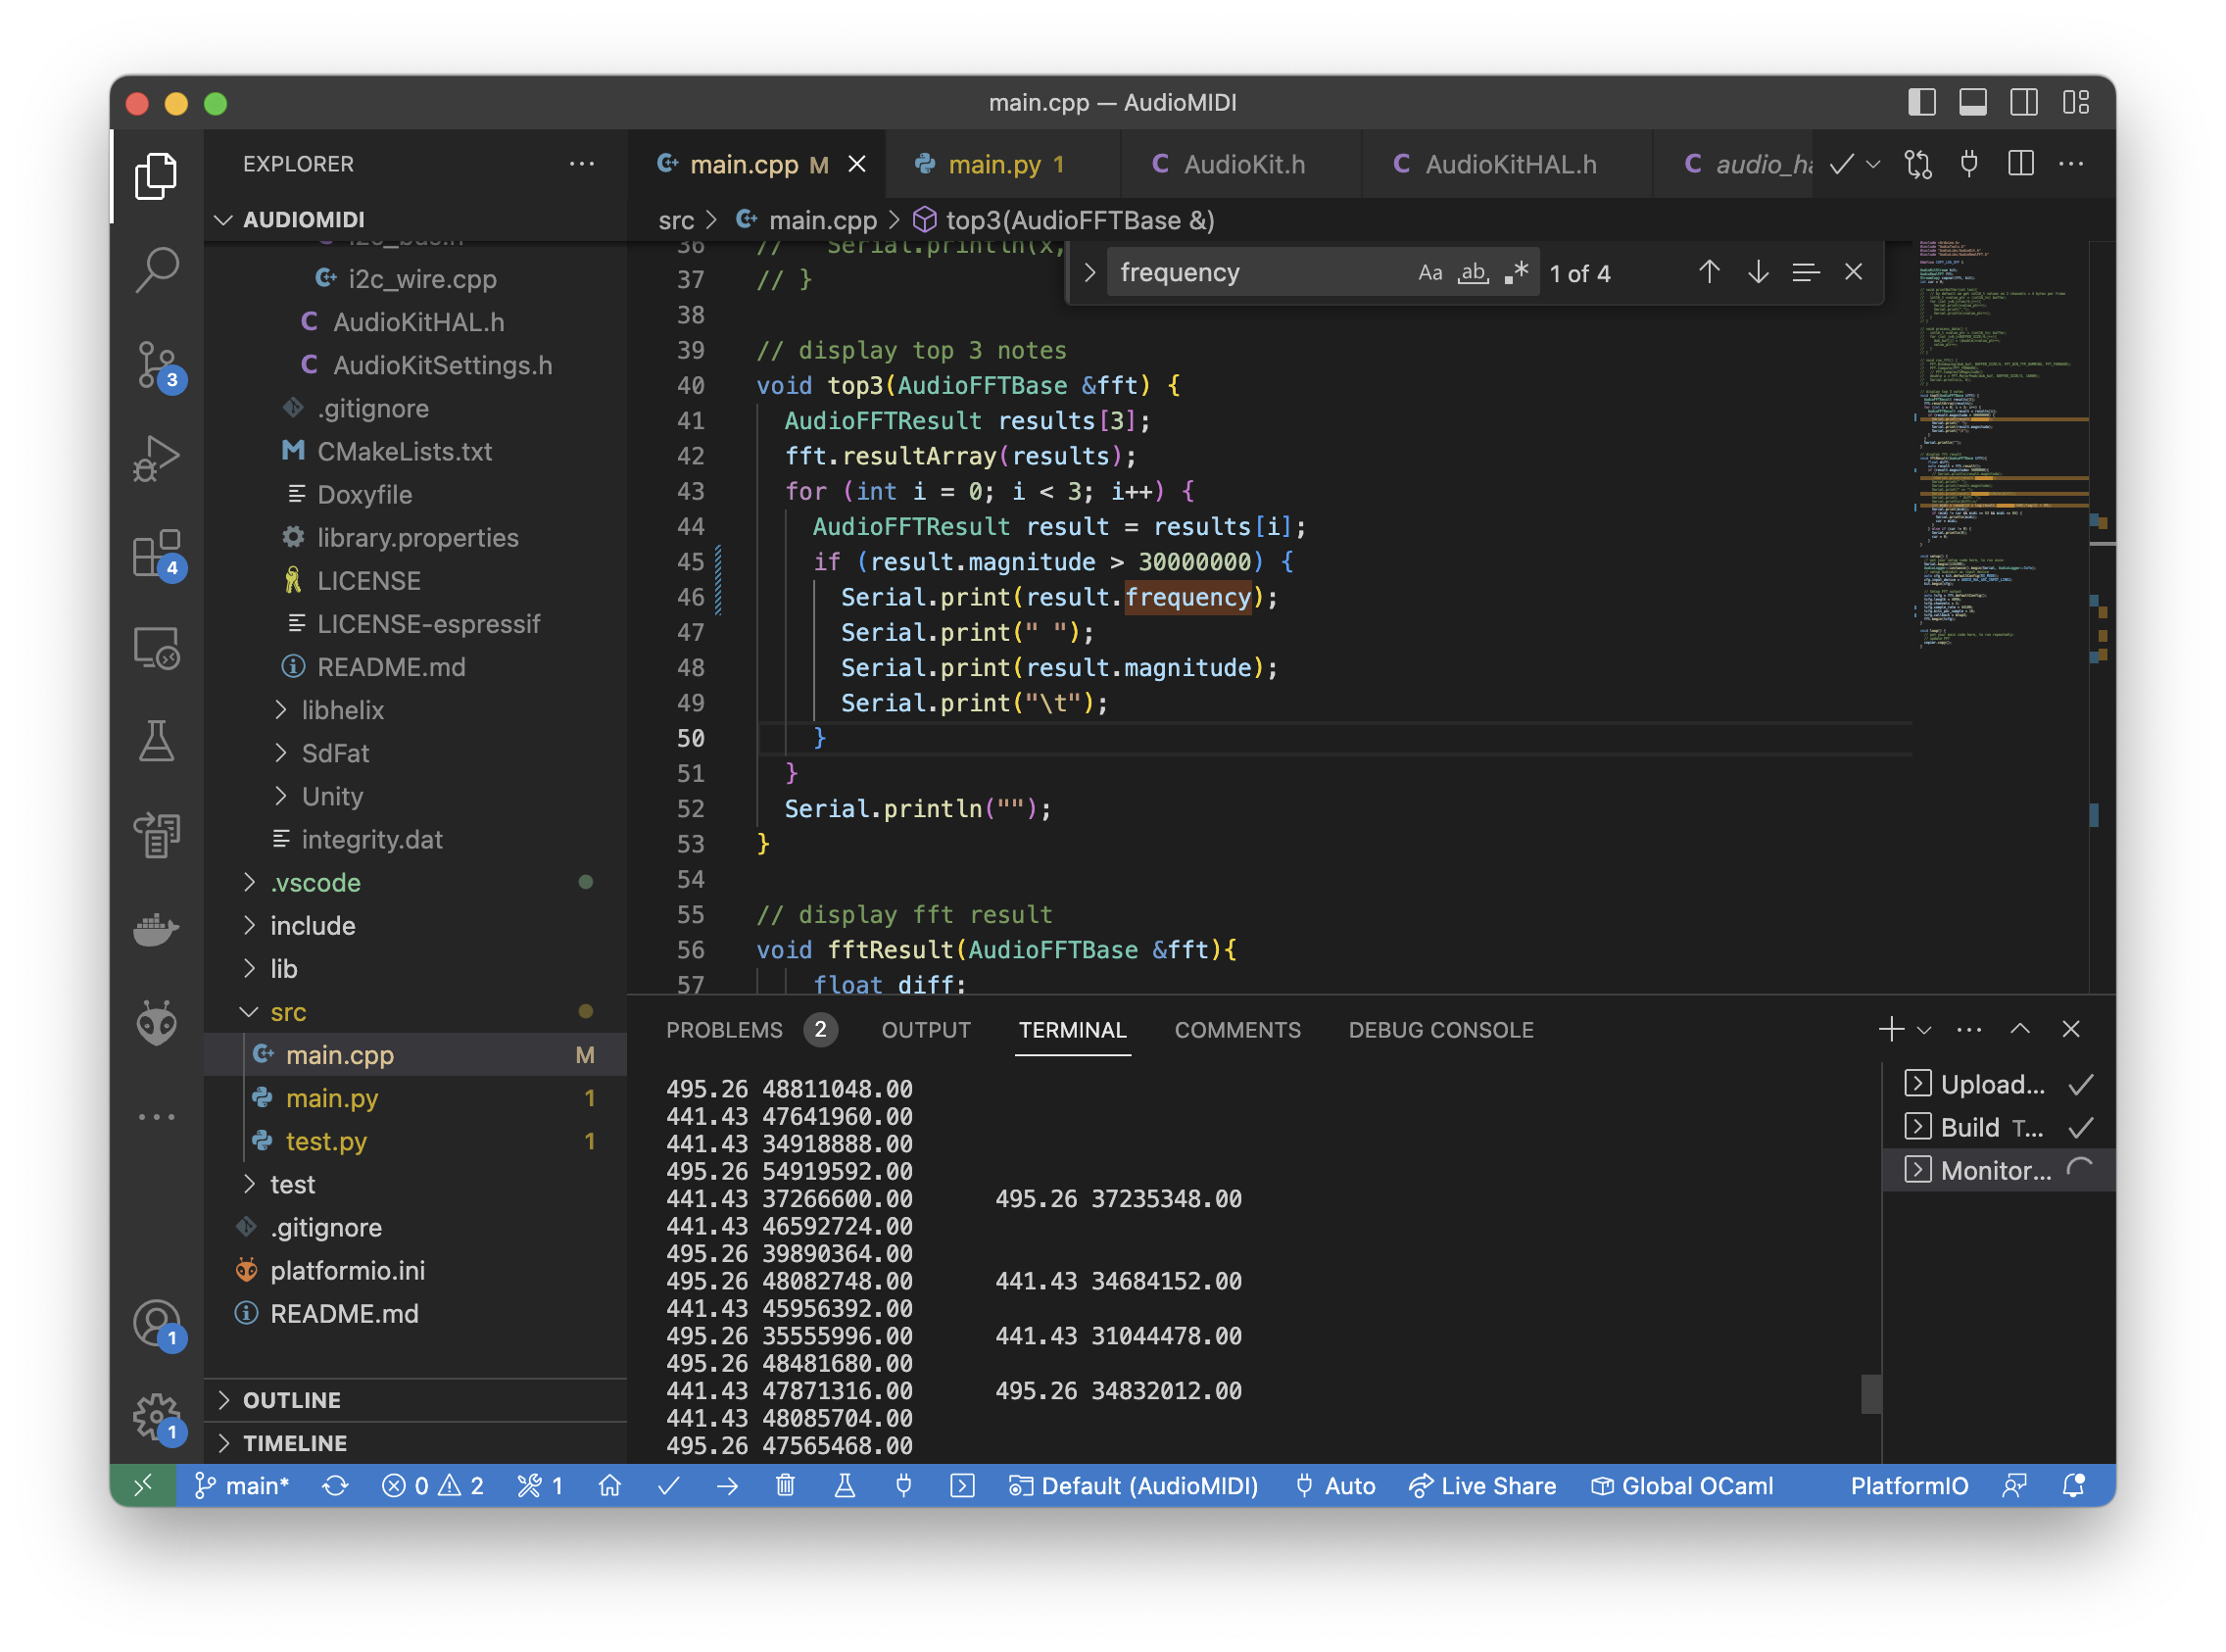 main.cpp — AudioMIDI
EXPLORER
AUDIOMIDI
i2c_bus.h
i2c_wire.cpp
AudioKitHAL.h
AudioKitSettings.h
.gitignore
CMakeLists.txt
Doxyfile
library.properties
LICENSE
LICENSE-espressif
README.md
libhelix
SdFat
Unity
integrity.dat
.vscode
include
lib
src
main.cpp M
main.py 1
test.py 1
test
.gitignore
platformio.ini
README.md
OUTLINE
TIMELINE
3
4
1
1
main.cpp M
main.py 1
AudioKit.h
AudioKitHAL.h
src > main.cpp > top3(AudioFFTBase &)
frequency Aa ab 1 of 4
36 // Serial.println(x,
37 // }
38
39 // display top 3 notes
40 void top3(AudioFFTBase &fft) {
41 AudioFFTResult results[3];
42 fft.resultArray(results);
43 for (int i = 0; i < 3; i++) {
44 AudioFFTResult result = results[i];
45 if (result.magnitude > 30000000) {
46 Serial.print(result.frequency);
47 Serial.print(" ");
48 Serial.print(result.magnitude);
49 Serial.print("\t");
50 }
51 }
52 Serial.println("");
53 }
54
55 // display fft result
56 void fftResult(AudioFFTBase &fft){
57 float diff;
PROBLEMS 2 OUTPUT TERMINAL COMMENTS DEBUG CONSOLE
495.26 48811048.00
441.43 47641960.00
441.43 34918888.00
495.26 54919592.00
441.43 37266600.00 495.26 37235348.00
441.43 46592724.00
495.26 39890364.00
495.26 48082748.00 441.43 34684152.00
441.43 45956392.00
495.26 35555996.00 441.43 31044478.00
495.26 48481680.00
441.43 47871316.00 495.26 34832012.00
441.43 48085704.00
495.26 47565468.00
Upload...
Build T...
Monitor...
main* 0 2 1 Default (AudioMIDI) Auto Live Share Global OCaml PlatformIO